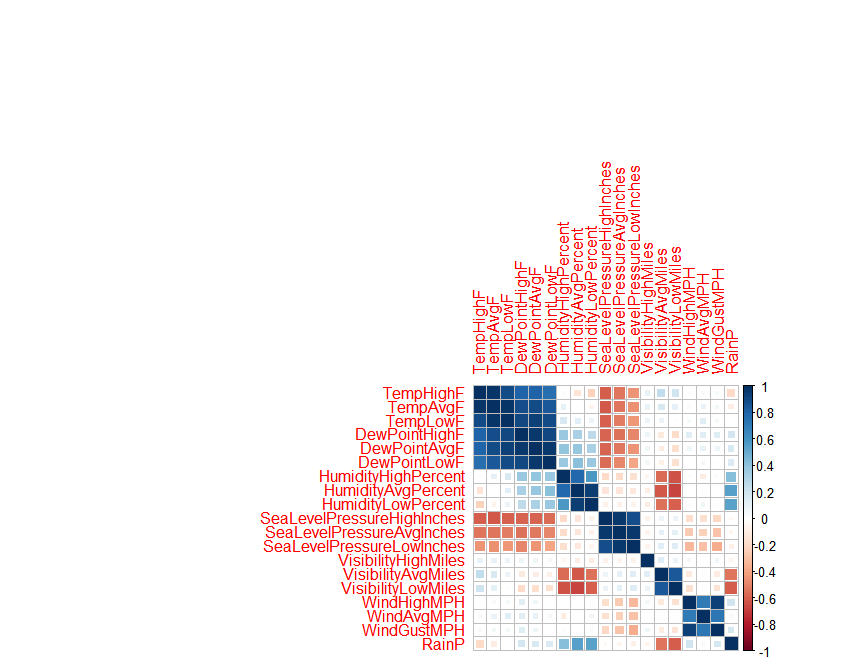 TempHighF
TempAvgF
TempLowF
DewPointHighF
DewPointAvgF
DewPointLowF
HumidityHighPercent
HumidityAvgPercent
HumidityLowPercent
SeaLevelPressureHighInches
SeaLevelPressureAvgInches
SeaLevelPressureLowInches
VisibilityHighMiles
VisibilityAvgMiles
VisibilityLowMiles
WindHighMPH
WindAvgMPH
WindGustMPH
RainP
TempHighF
TempAvgF
TempLowF
DewPointHighF
DewPointAvgF
DewPointLowF
HumidityHighPercent
HumidityAvgPercent
HumidityLowPercent
SeaLevelPressureHighInches
SeaLevelPressureAvgInches
SeaLevelPressureLowInches
VisibilityHighMiles
VisibilityAvgMiles
VisibilityLowMiles
WindHighMPH
WindAvgMPH
WindGustMPH
RainP
1
0.8
0.6
0.4
0.2
0
-0.2
-0.4
-0.6
-0.8
-1